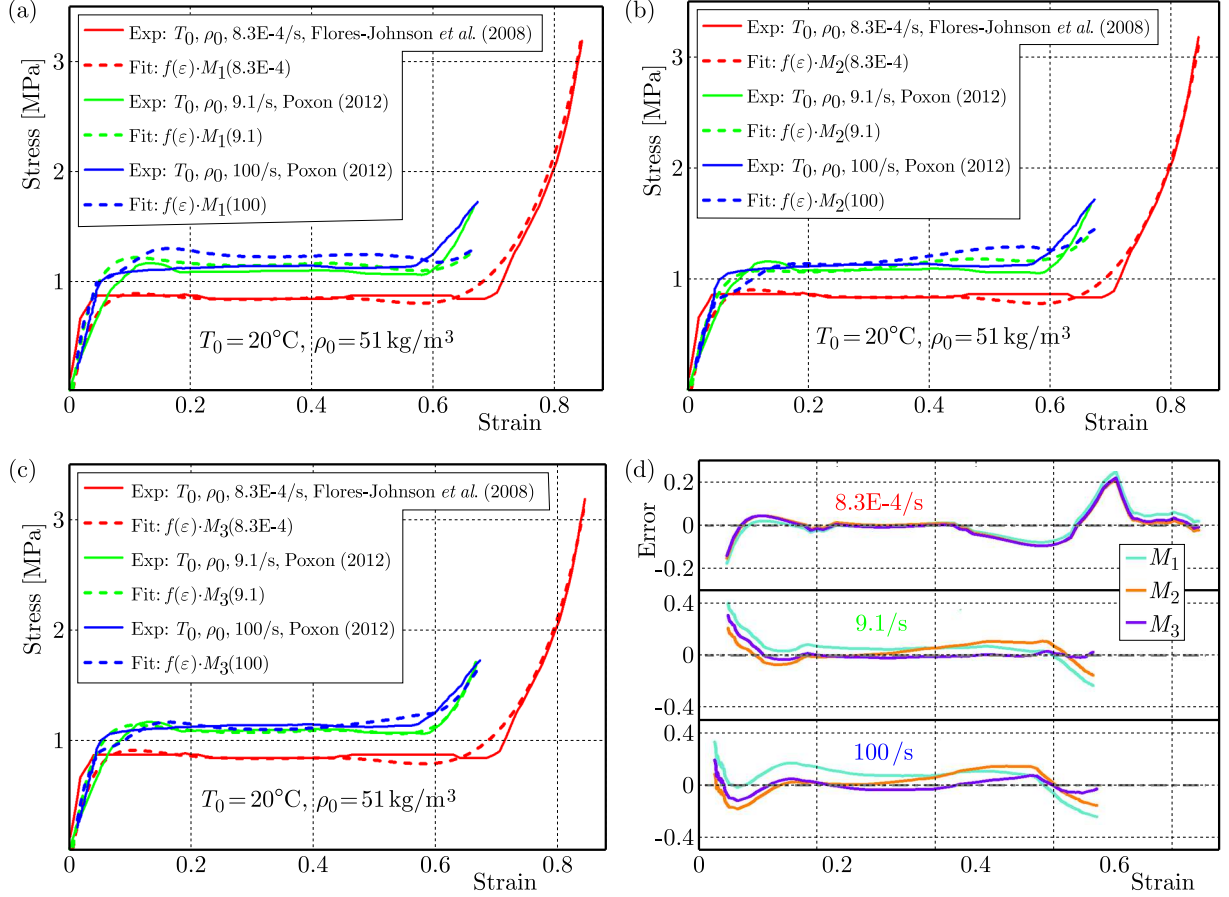 (a)
Exp: T₀, ρ₀, 8.3E-4/s, Flores-Johnson et al. (2008)
Fit: f(ε)·M₁(8.3E-4)
Exp: T₀, ρ₀, 9.1/s, Poxon (2012)
Fit: f(ε)·M₁(9.1)
Exp: T₀, ρ₀, 100/s, Poxon (2012)
Fit: f(ε)·M₁(100)
Stress [MPa]
3
2
1
T₀=20°C, ρ₀=51 kg/m³
0 0.2 0.4 0.6 0.8
Strain
(b)
Exp: T₀, ρ₀, 8.3E-4/s, Flores-Johnson et al. (2008)
Fit: f(ε)·M₂(8.3E-4)
Exp: T₀, ρ₀, 9.1/s, Poxon (2012)
Fit: f(ε)·M₂(9.1)
Exp: T₀, ρ₀, 100/s, Poxon (2012)
Fit: f(ε)·M₂(100)
Stress [MPa]
3
2
1
T₀=20°C, ρ₀=51 kg/m³
0 0.2 0.4 0.6 0.8
Strain
(c)
Exp: T₀, ρ₀, 8.3E-4/s, Flores-Johnson et al. (2008)
Fit: f(ε)·M₃(8.3E-4)
Exp: T₀, ρ₀, 9.1/s, Poxon (2012)
Fit: f(ε)·M₃(9.1)
Exp: T₀, ρ₀, 100/s, Poxon (2012)
Fit: f(ε)·M₃(100)
Stress [MPa]
3
2
1
T₀=20°C, ρ₀=51 kg/m³
0 0.2 0.4 0.6 0.8
Strain
(d)
Error
0.2
0
-0.2
8.3E-4/s
M₁
M₂
M₃
0.4
0
-0.4
9.1/s
0.4
0
-0.4
100/s
0 0.2 0.4 0.6
Strain